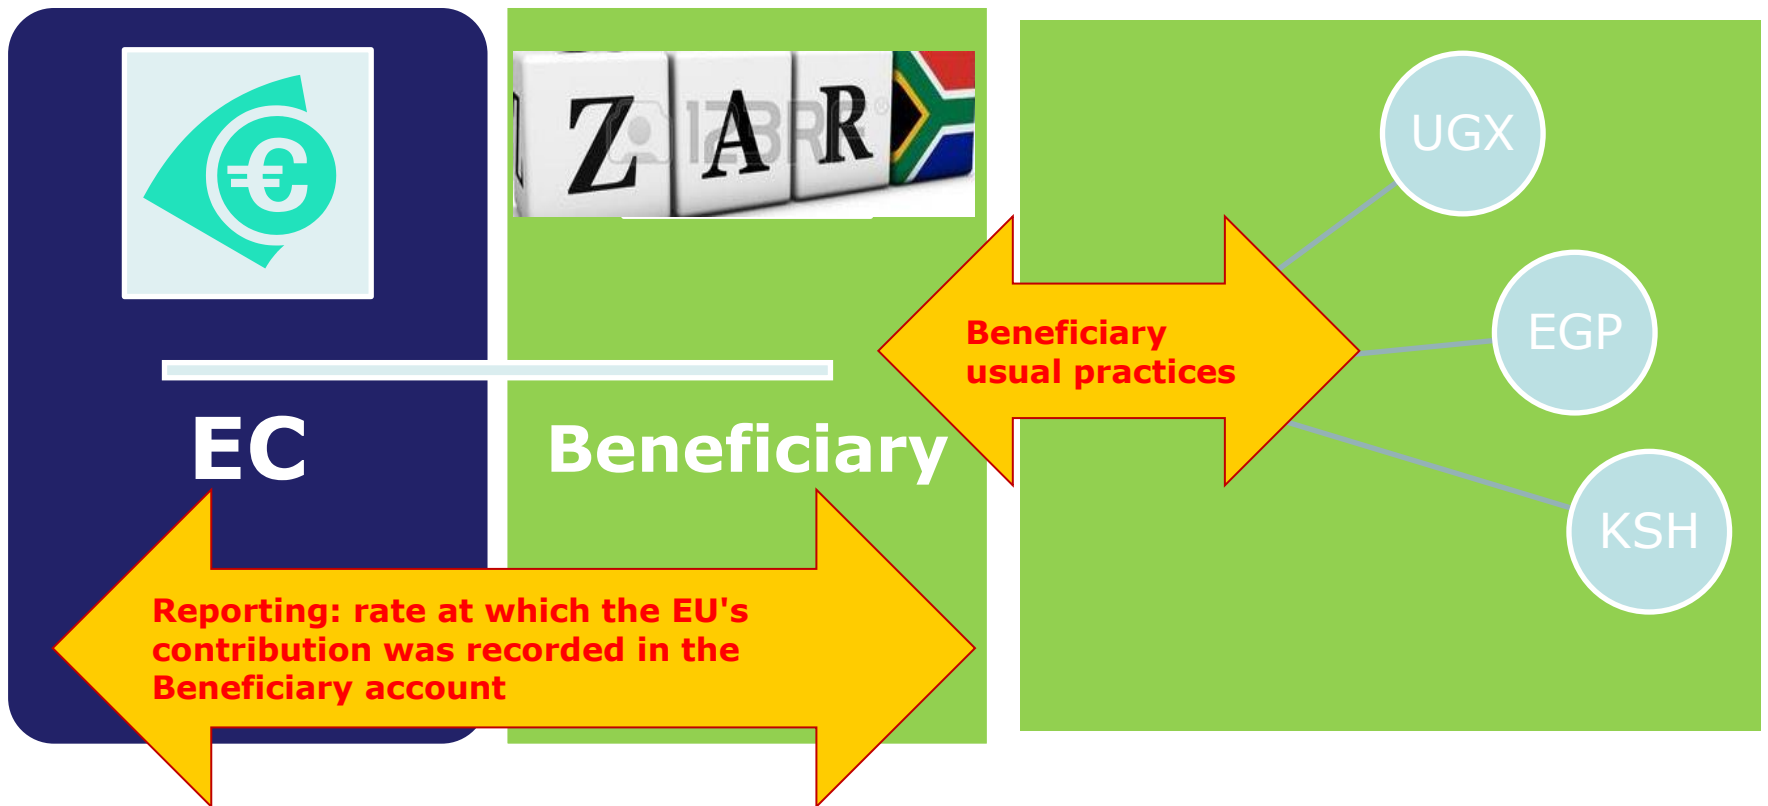 ZAR
123RF®
UGX
EGP
KSH
Beneficiary
usual practices
EC
Beneficiary
Reporting: rate at which the EU's
contribution was recorded in the
Beneficiary account